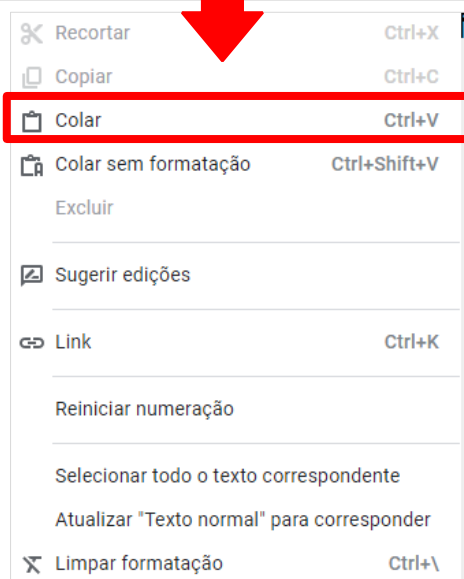 Recortar Ctrl+X
Copiar Ctrl+C
Colar Ctrl+V
Colar sem formatação Ctrl+Shift+V
Excluir
Sugerir edições
Link Ctrl+K
Reiniciar numeração
Selecionar todo o texto correspondente
Atualizar "Texto normal" para corresponder
Limpar formatação Ctrl+\